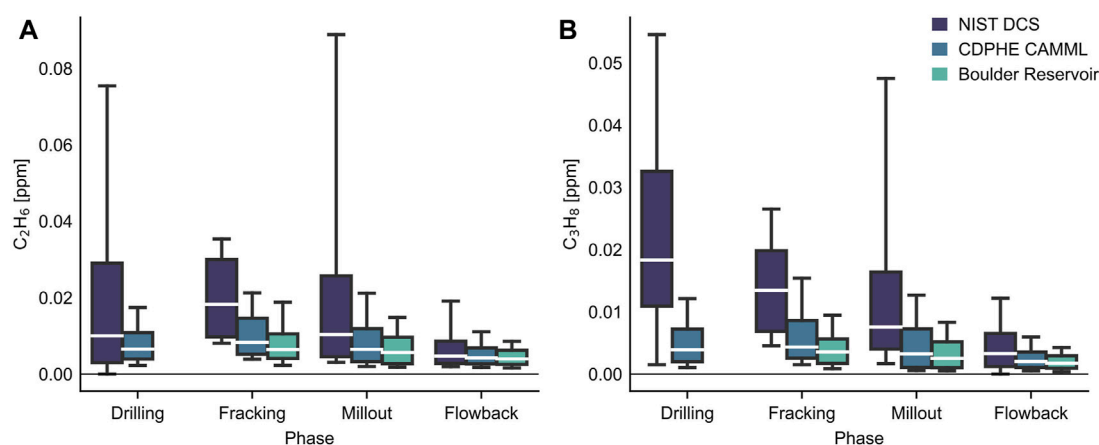 A
C₂H₆ [ppm]
0.08
0.06
0.04
0.02
0.00
Drilling
Fracking
Millout
Flowback
Phase
B
C₃H₈ [ppm]
0.05
0.04
0.03
0.02
0.01
0.00
Drilling
Fracking
Millout
Flowback
Phase
NIST DCS
CDPHE CAMML
Boulder Reservoir